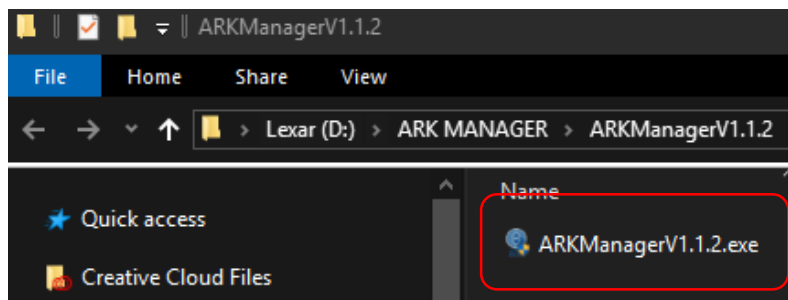 ARKManagerV1.1.2
File Home Share View
Lexar (D:) > ARK MANAGER > ARKManagerV1.1.2
Name
Quick access
ARKManagerV1.1.2.exe
Creative Cloud Files